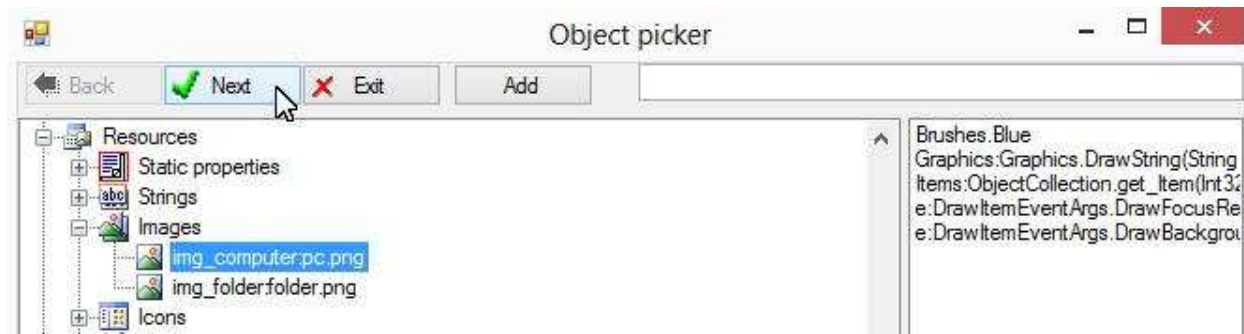 Object picker
Back Next Exit Add
Resources
Static properties
Strings
Images
img_computer:pc.png
img_folder:folder.png
Icons
Brushes.Blue
Graphics:Graphics.DrawString(String
Items:ObjectCollection.get_Item(Int32
e:DrawItemEventArgs.DrawFocusRe
e:DrawItemEventArgs.DrawBackgrou